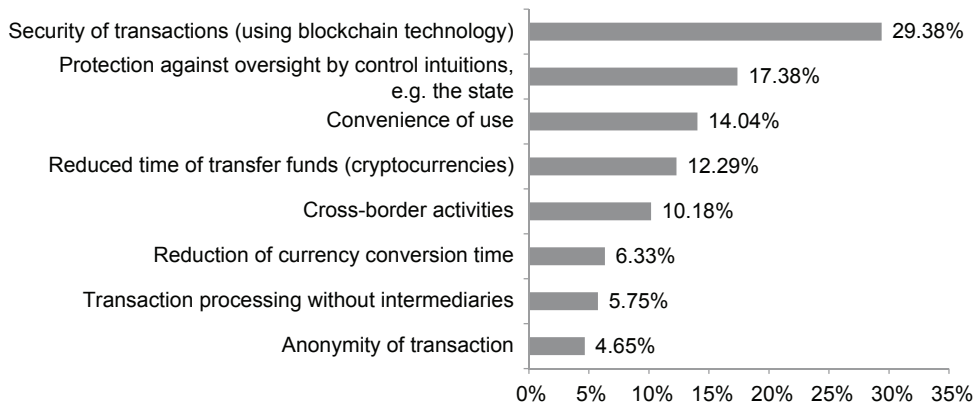 Security of transactions (using blockchain technology) 29.38%
Protection against oversight by control intuitions,
e.g. the state 17.38%
Convenience of use 14.04%
Reduced time of transfer funds (cryptocurrencies) 12.29%
Cross-border activities 10.18%
Reduction of currency conversion time 6.33%
Transaction processing without intermediaries 5.75%
Anonymity of transaction 4.65%
0% 5% 10% 15% 20% 25% 30% 35%